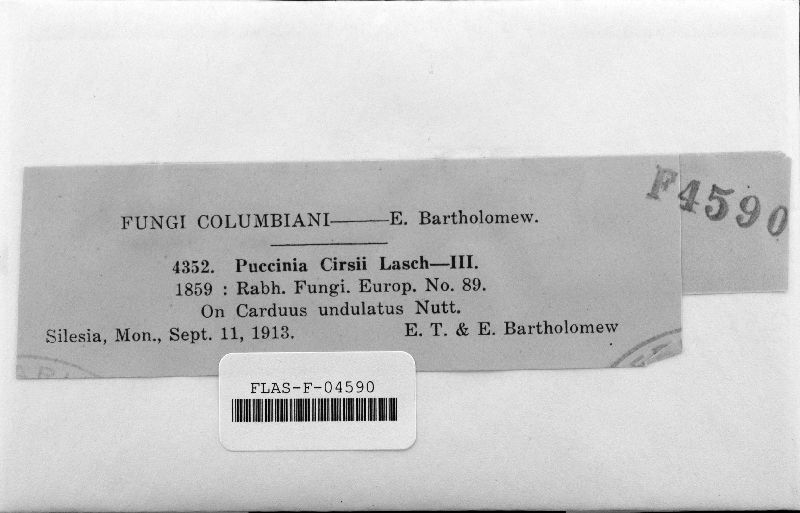 F4590
FUNGI COLUMBIANI——E. Bartholomew.
4352. Puccinia Cirsii Lasch—III.
1859 : Rabh. Fungi. Europ. No. 89.
On Carduus undulatus Nutt.
Silesia, Mon., Sept. 11, 1913. E. T. & E. Bartholomew
FLAS-F-04590